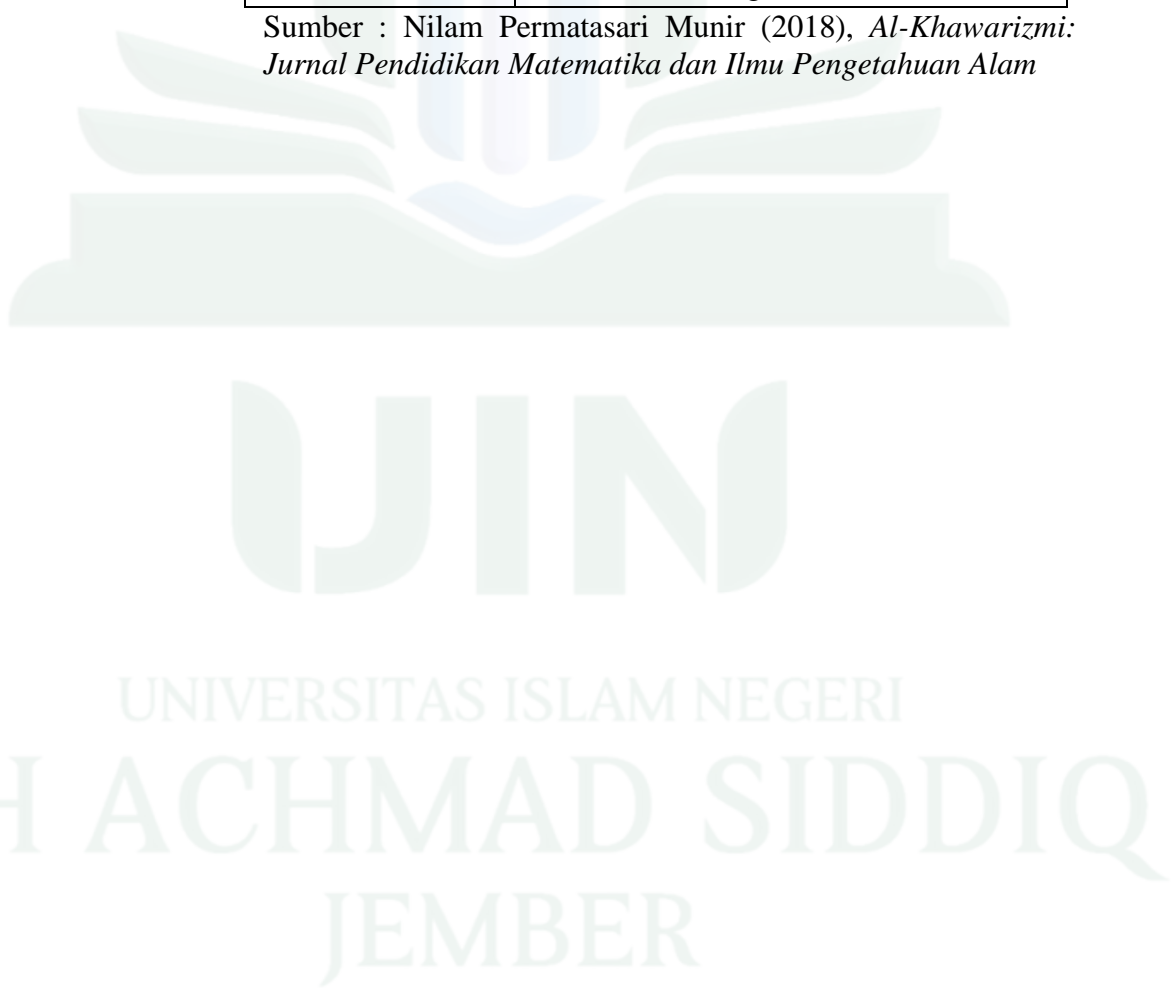 Sumber : Nilam Permatasari Munir (2018), Al-Khawarizmi:
Jurnal Pendidikan Matematika dan Ilmu Pengetahuan Alam
UIN
UNIVERSITAS ISLAM NEGERI
H ACHMAD SIDDIQ
JEMBER